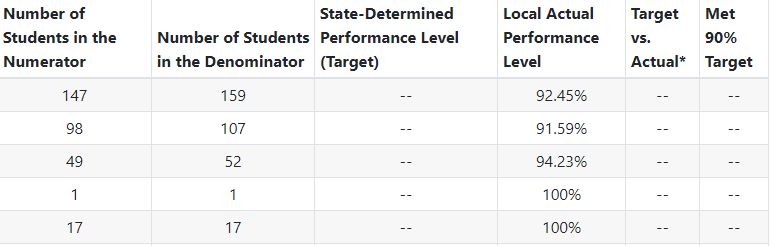 Number of Students in the Numerator | Number of Students in the Denominator | State-Determined Performance Level (Target) | Local Actual Performance Level | Target vs. Actual* | Met 90% Target
147 | 159 | -- | 92.45% | -- | --
98 | 107 | -- | 91.59% | -- | --
49 | 52 | -- | 94.23% | -- | --
1 | 1 | -- | 100% | -- | --
17 | 17 | -- | 100% | -- | --